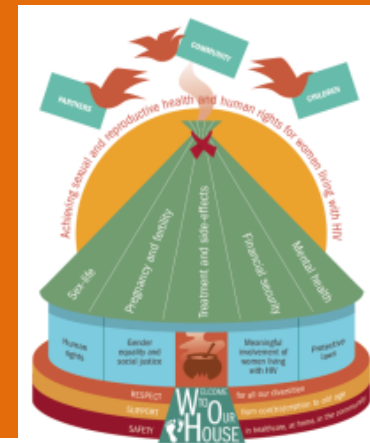 COMMUNITY
PARTNERS
CHILDREN
Achieving sexual and reproductive health and human rights for women living with HIV
Sex-life
Pregnancy and fertility
Treatment and side-effects
Financial security
Mental health
Human
rights
Gender
equality and
social justice
Meaningful
involvement of
women living
with HIV
Protective
laws
RESPECT
for all our diversities
SUPPORT
from contraception to old age
SAFETY
in healthcare, at home, in the community
WELCOME
TO OUR
HOUSE